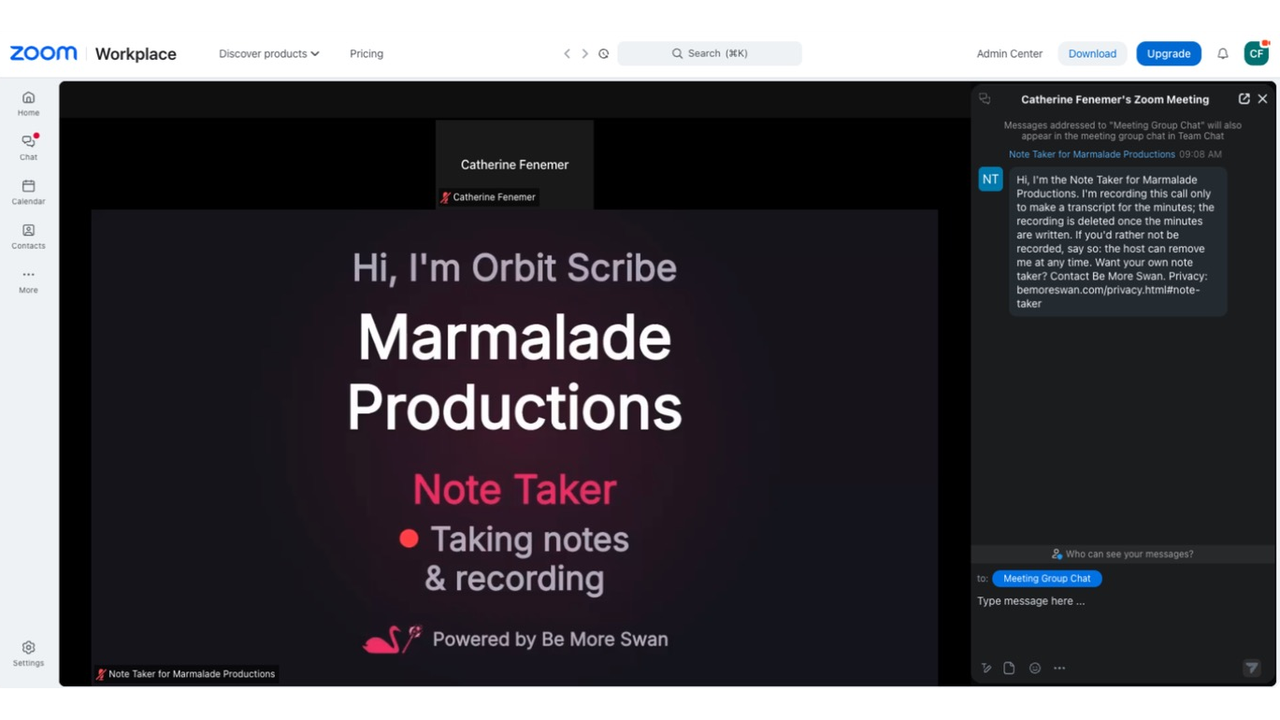 zoom Workplace Discover products Pricing Search (⌘K) Admin Center Download Upgrade CF
Home
Chat
Calendar
Contacts
More
Settings
Catherine Fenemer
Catherine Fenemer
Hi, I'm Orbit Scribe
Marmalade
Productions
Note Taker
Taking notes
& recording
Powered by Be More Swan
Note Taker for Marmalade Productions
Catherine Fenemer's Zoom Meeting
Messages addressed to "Meeting Group Chat" will also
appear in the meeting group chat in Team Chat
Note Taker for Marmalade Productions 09:08 AM
NT
Hi, I'm the Note Taker for Marmalade
Productions. I'm recording this call only
to make a transcript for the minutes; the
recording is deleted once the minutes
are written. If you'd rather not be
recorded, say so: the host can remove
me at any time. Want your own note
taker? Contact Be More Swan. Privacy:
bemoreswan.com/privacy.html#note-
taker
Who can see your messages?
to: Meeting Group Chat
Type message here ...